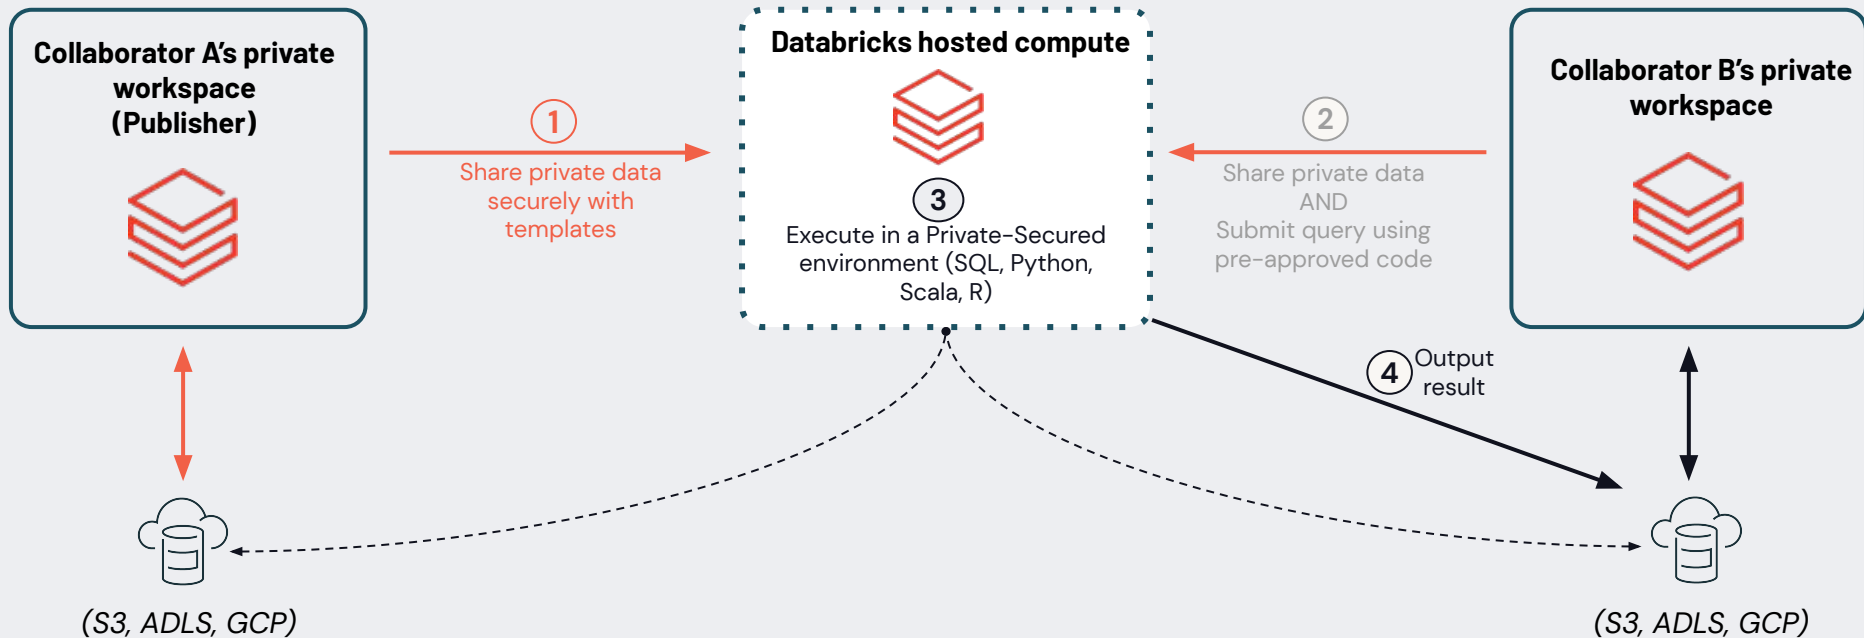 Collaborator A's private
workspace
(Publisher)
1
Share private data
securely with
templates
Databricks hosted compute
3
Execute in a Private-Secured
environment (SQL, Python,
Scala, R)
2
Share private data
AND
Submit query using
pre-approved code
Collaborator B's private
workspace
4
Output
result
(S3, ADLS, GCP)
(S3, ADLS, GCP)